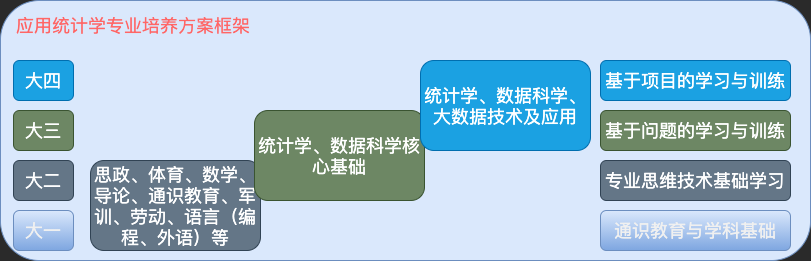 应用统计学专业培养方案框架
大四
统计学、数据科学、
大数据技术及应用
基于项目的学习与训练
大三
统计学、数据科学核
心基础
基于问题的学习与训练
大二
思政、体育、数学、
导论、通识教育、军
训、劳动、语言（编
程、外语）等
专业思维技术基础学习
大一
通识教育与学科基础